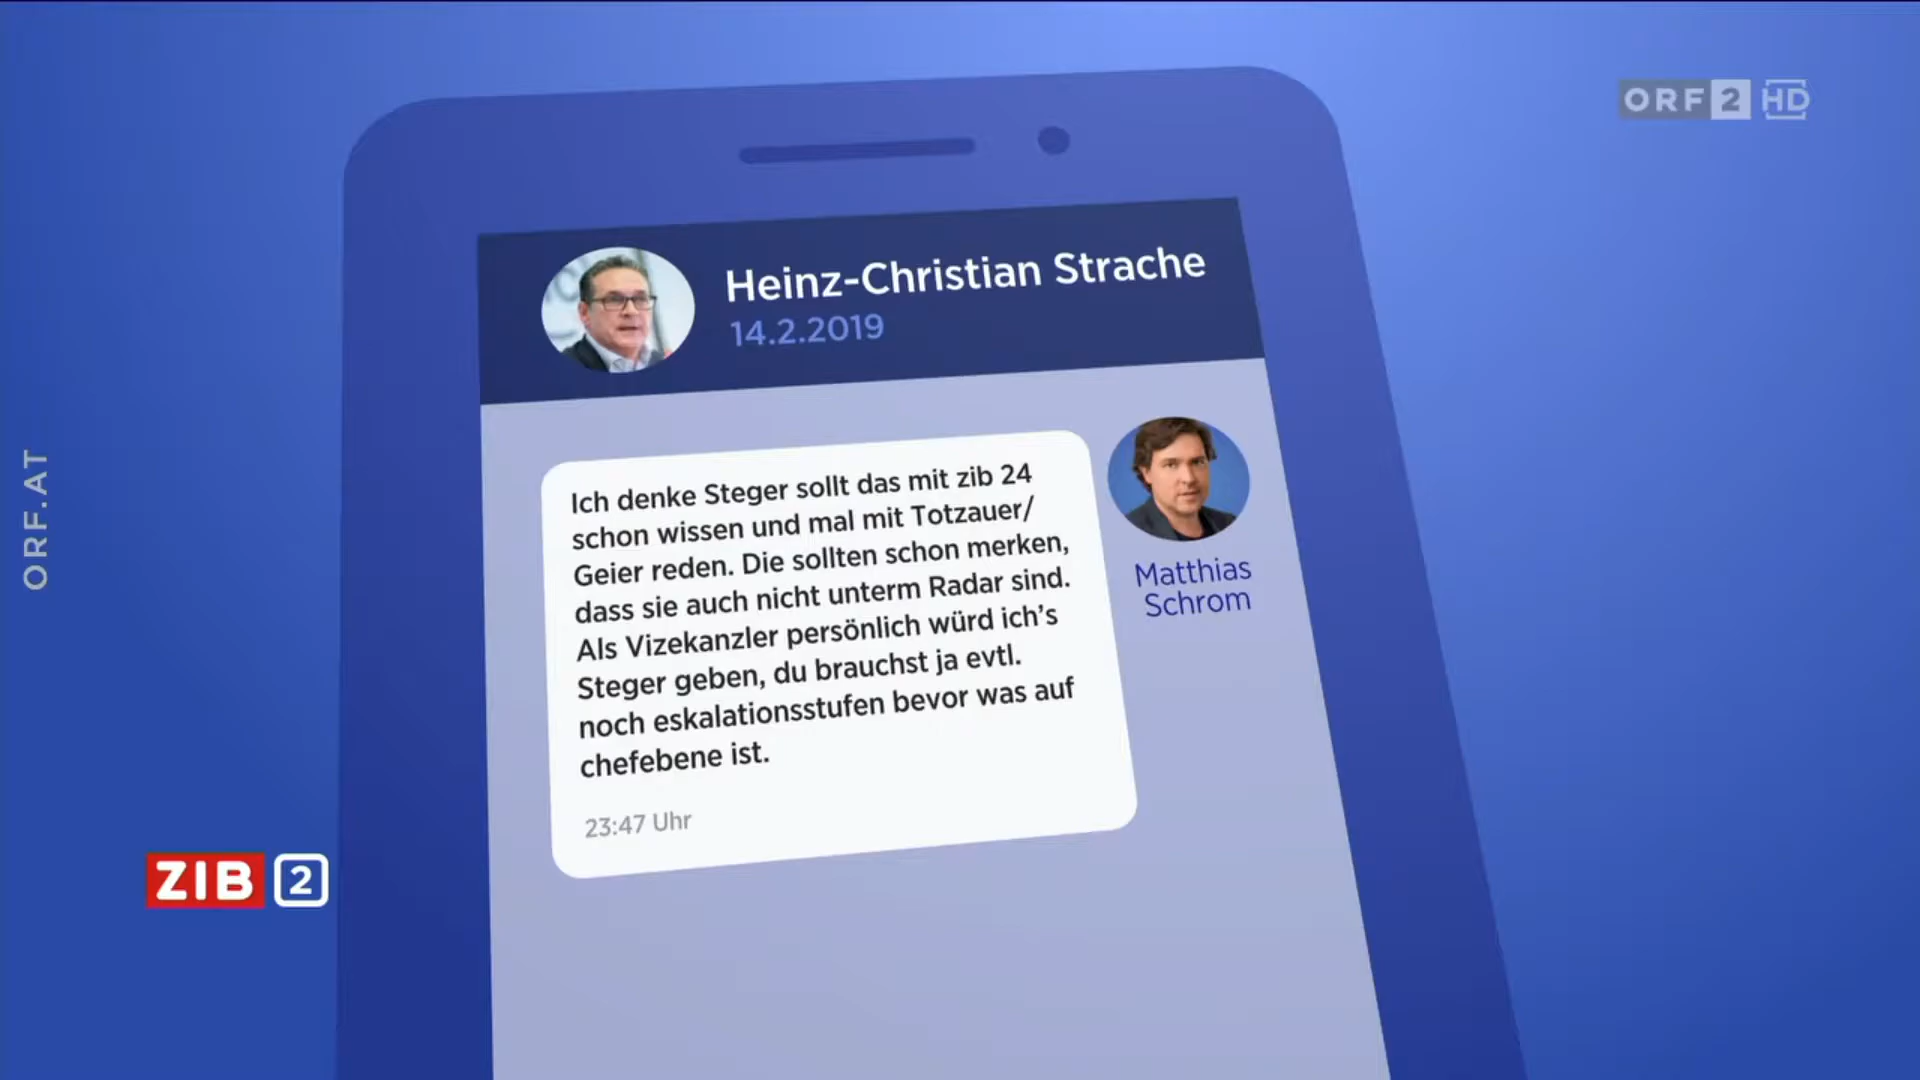 ORF 2 HD
Heinz-Christian Strache
14.2.2019
Ich denke Steger sollt das mit zib 24
schon wissen und mal mit Totzauer/
Geier reden. Die sollten schon merken,
dass sie auch nicht unterm Radar sind.
Als Vizekanzler persönlich würd ich’s
Steger geben, du brauchst ja evtl.
noch eskalationsstufen bevor was auf
chefebene ist.
23:47 Uhr
Matthias
Schrom
ORF.AT
ZIB 2